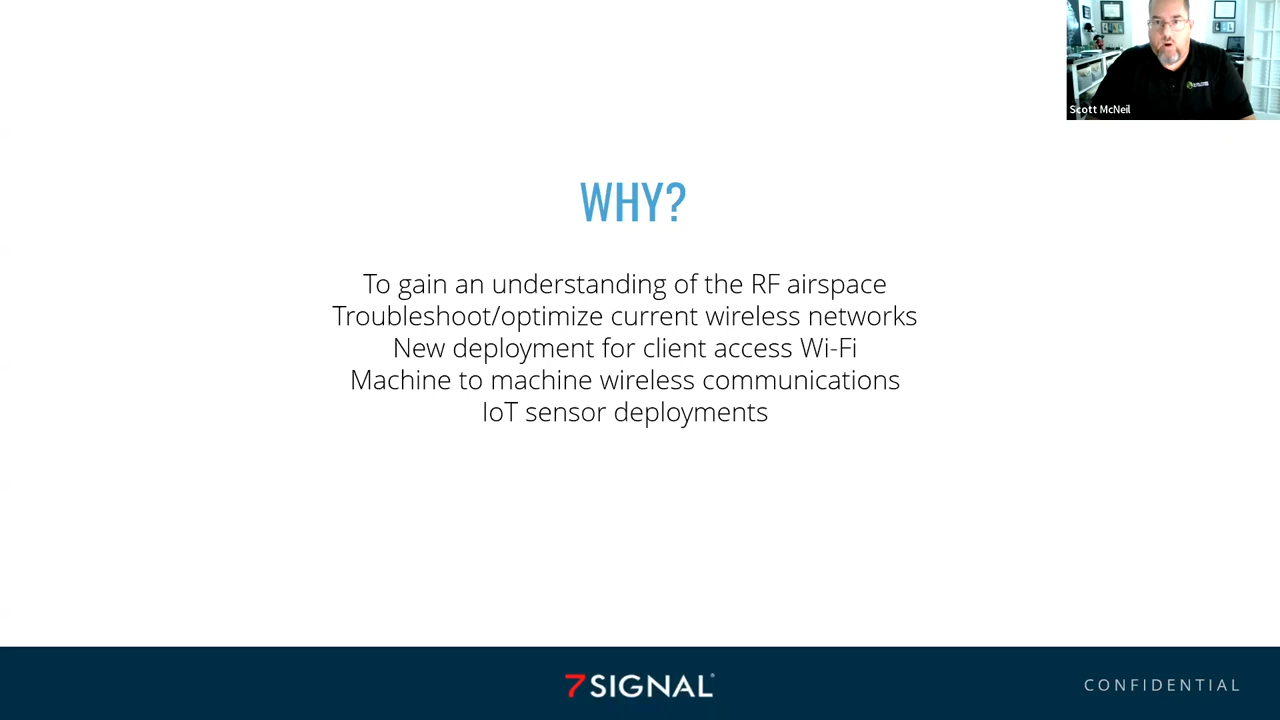 Scott McNeil
WHY?
To gain an understanding of the RF airspace
Troubleshoot/optimize current wireless networks
New deployment for client access Wi-Fi
Machine to machine wireless communications
IoT sensor deployments
7SIGNAL®
CONFIDENTIAL